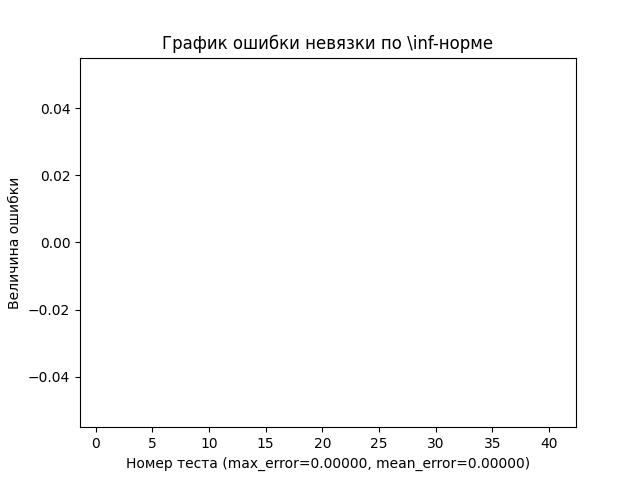 График ошибки невязки по \inf-норме
Величина ошибки
0.04
0.02
0.00
−0.02
−0.04
0 5 10 15 20 25 30 35 40
Номер теста (max_error=0.00000, mean_error=0.00000)